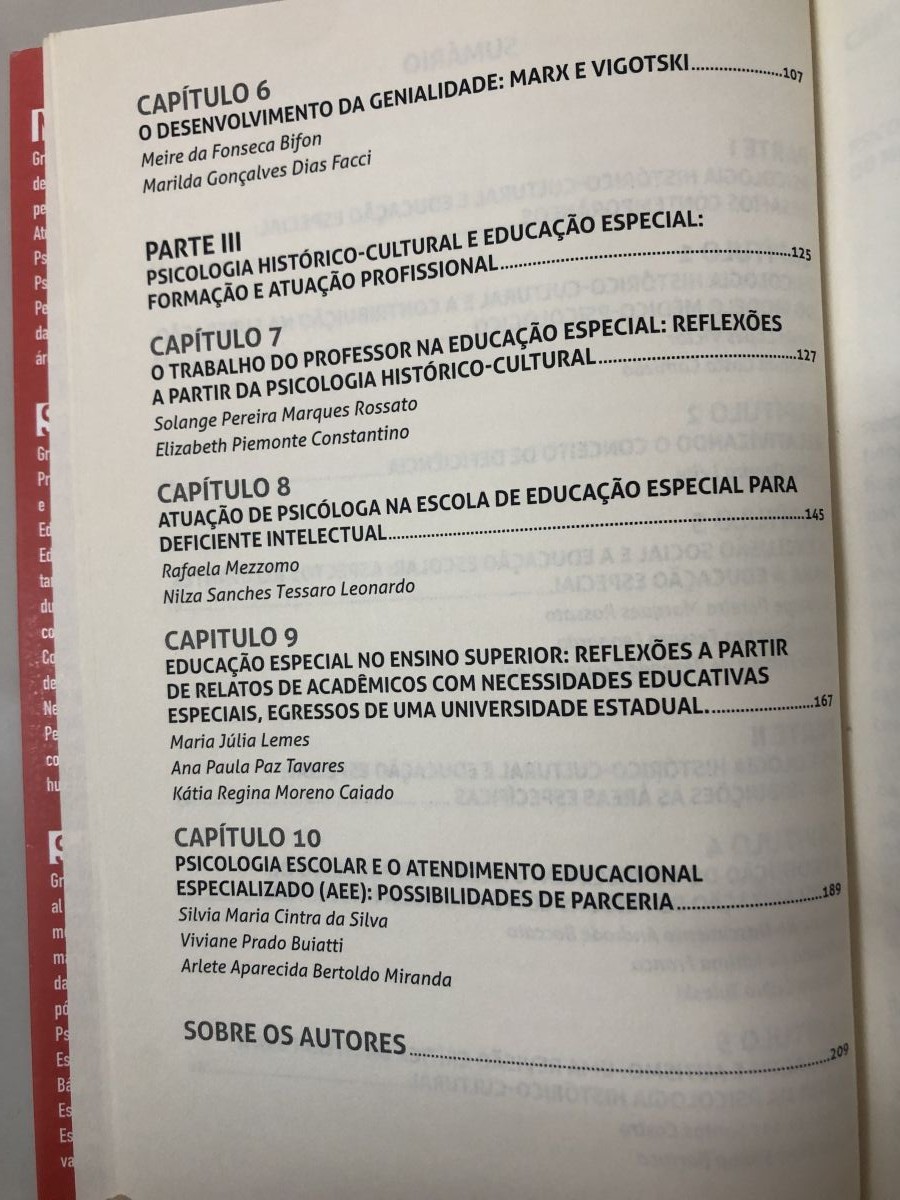 CAPÍTULO 6
O DESENVOLVIMENTO DA GENIALIDADE: MARX E VIGOTSKI....................107
Meire da Fonseca Bifon
Marilda Gonçalves Dias Facci
PARTE III
PSICOLOGIA HISTÓRICO-CULTURAL E EDUCAÇÃO ESPECIAL:
FORMAÇÃO E ATUAÇÃO PROFISSIONAL....................125
CAPÍTULO 7
O TRABALHO DO PROFESSOR NA EDUCAÇÃO ESPECIAL: REFLEXÕES
A PARTIR DA PSICOLOGIA HISTÓRICO-CULTURAL....................127
Solange Pereira Marques Rossato
Elizabeth Piemonte Constantino
CAPÍTULO 8
ATUAÇÃO DE PSICÓLOGA NA ESCOLA DE EDUCAÇÃO ESPECIAL PARA
DEFICIENTE INTELECTUAL....................145
Rafaela Mezzomo
Nilza Sanches Tessaro Leonardo
CAPITULO 9
EDUCAÇÃO ESPECIAL NO ENSINO SUPERIOR: REFLEXÕES A PARTIR
DE RELATOS DE ACADÊMICOS COM NECESSIDADES EDUCATIVAS
ESPECIAIS, EGRESSOS DE UMA UNIVERSIDADE ESTADUAL....................167
Maria Júlia Lemes
Ana Paula Paz Tavares
Kátia Regina Moreno Caiado
CAPÍTULO 10
PSICOLOGIA ESCOLAR E O ATENDIMENTO EDUCACIONAL
ESPECIALIZADO (AEE): POSSIBILIDADES DE PARCERIA....................189
Silvia Maria Cintra da Silva
Viviane Prado Buiatti
Arlete Aparecida Bertoldo Miranda
SOBRE OS AUTORES....................209